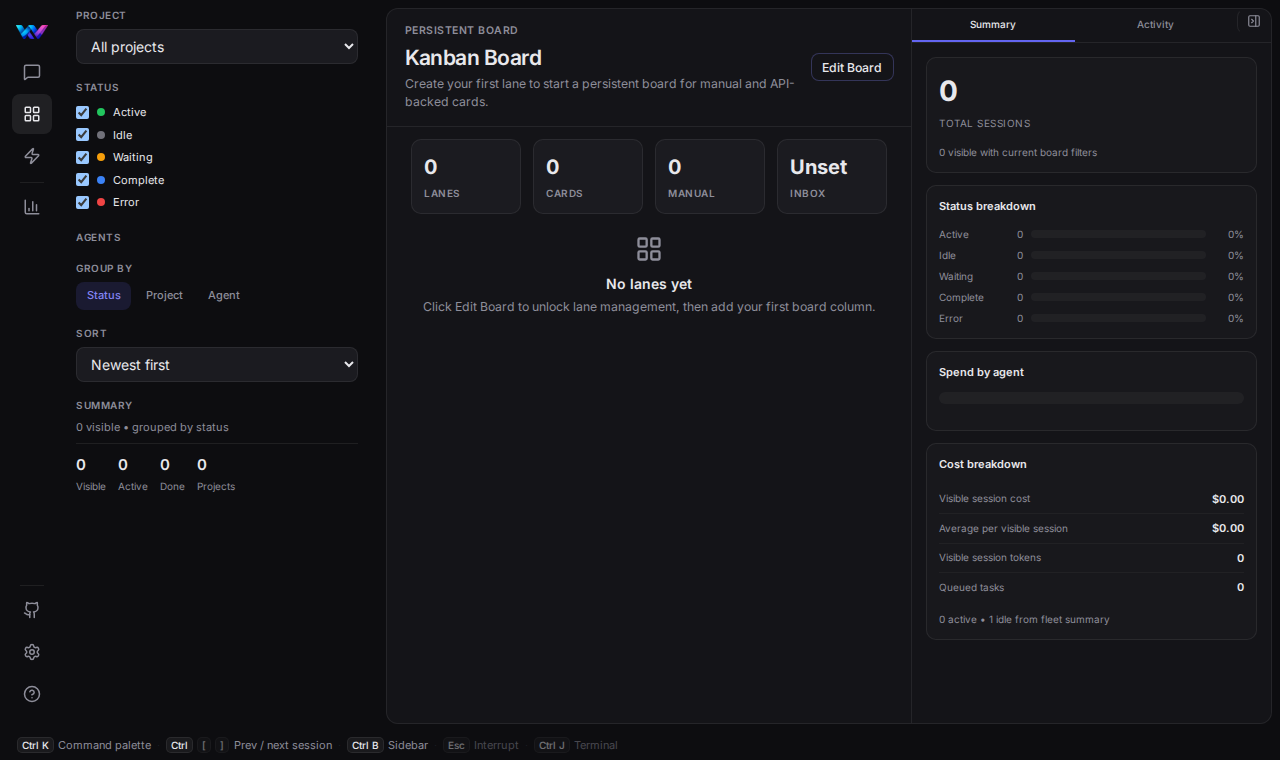 PROJECT
All projects
STATUS
Active
Idle
Waiting
Complete
Error
AGENTS
GROUP BY
Status Project Agent
SORT
Newest first
SUMMARY
0 visible • grouped by status
0 0 0 0
Visible Active Done Projects
PERSISTENT BOARD
Kanban Board
Create your first lane to start a persistent board for manual and API-
backed cards.
Edit Board
0 0 0 Unset
LANES CARDS MANUAL INBOX
No lanes yet
Click Edit Board to unlock lane management, then add your first board column.
Summary Activity
0
TOTAL SESSIONS
0 visible with current board filters
Status breakdown
Active 0 0%
Idle 0 0%
Waiting 0 0%
Complete 0 0%
Error 0 0%
Spend by agent
Cost breakdown
Visible session cost $0.00
Average per visible session $0.00
Visible session tokens 0
Queued tasks 0
0 active • 1 idle from fleet summary
Ctrl K Command palette Ctrl [ ] Prev / next session Ctrl B Sidebar Esc Interrupt Ctrl J Terminal